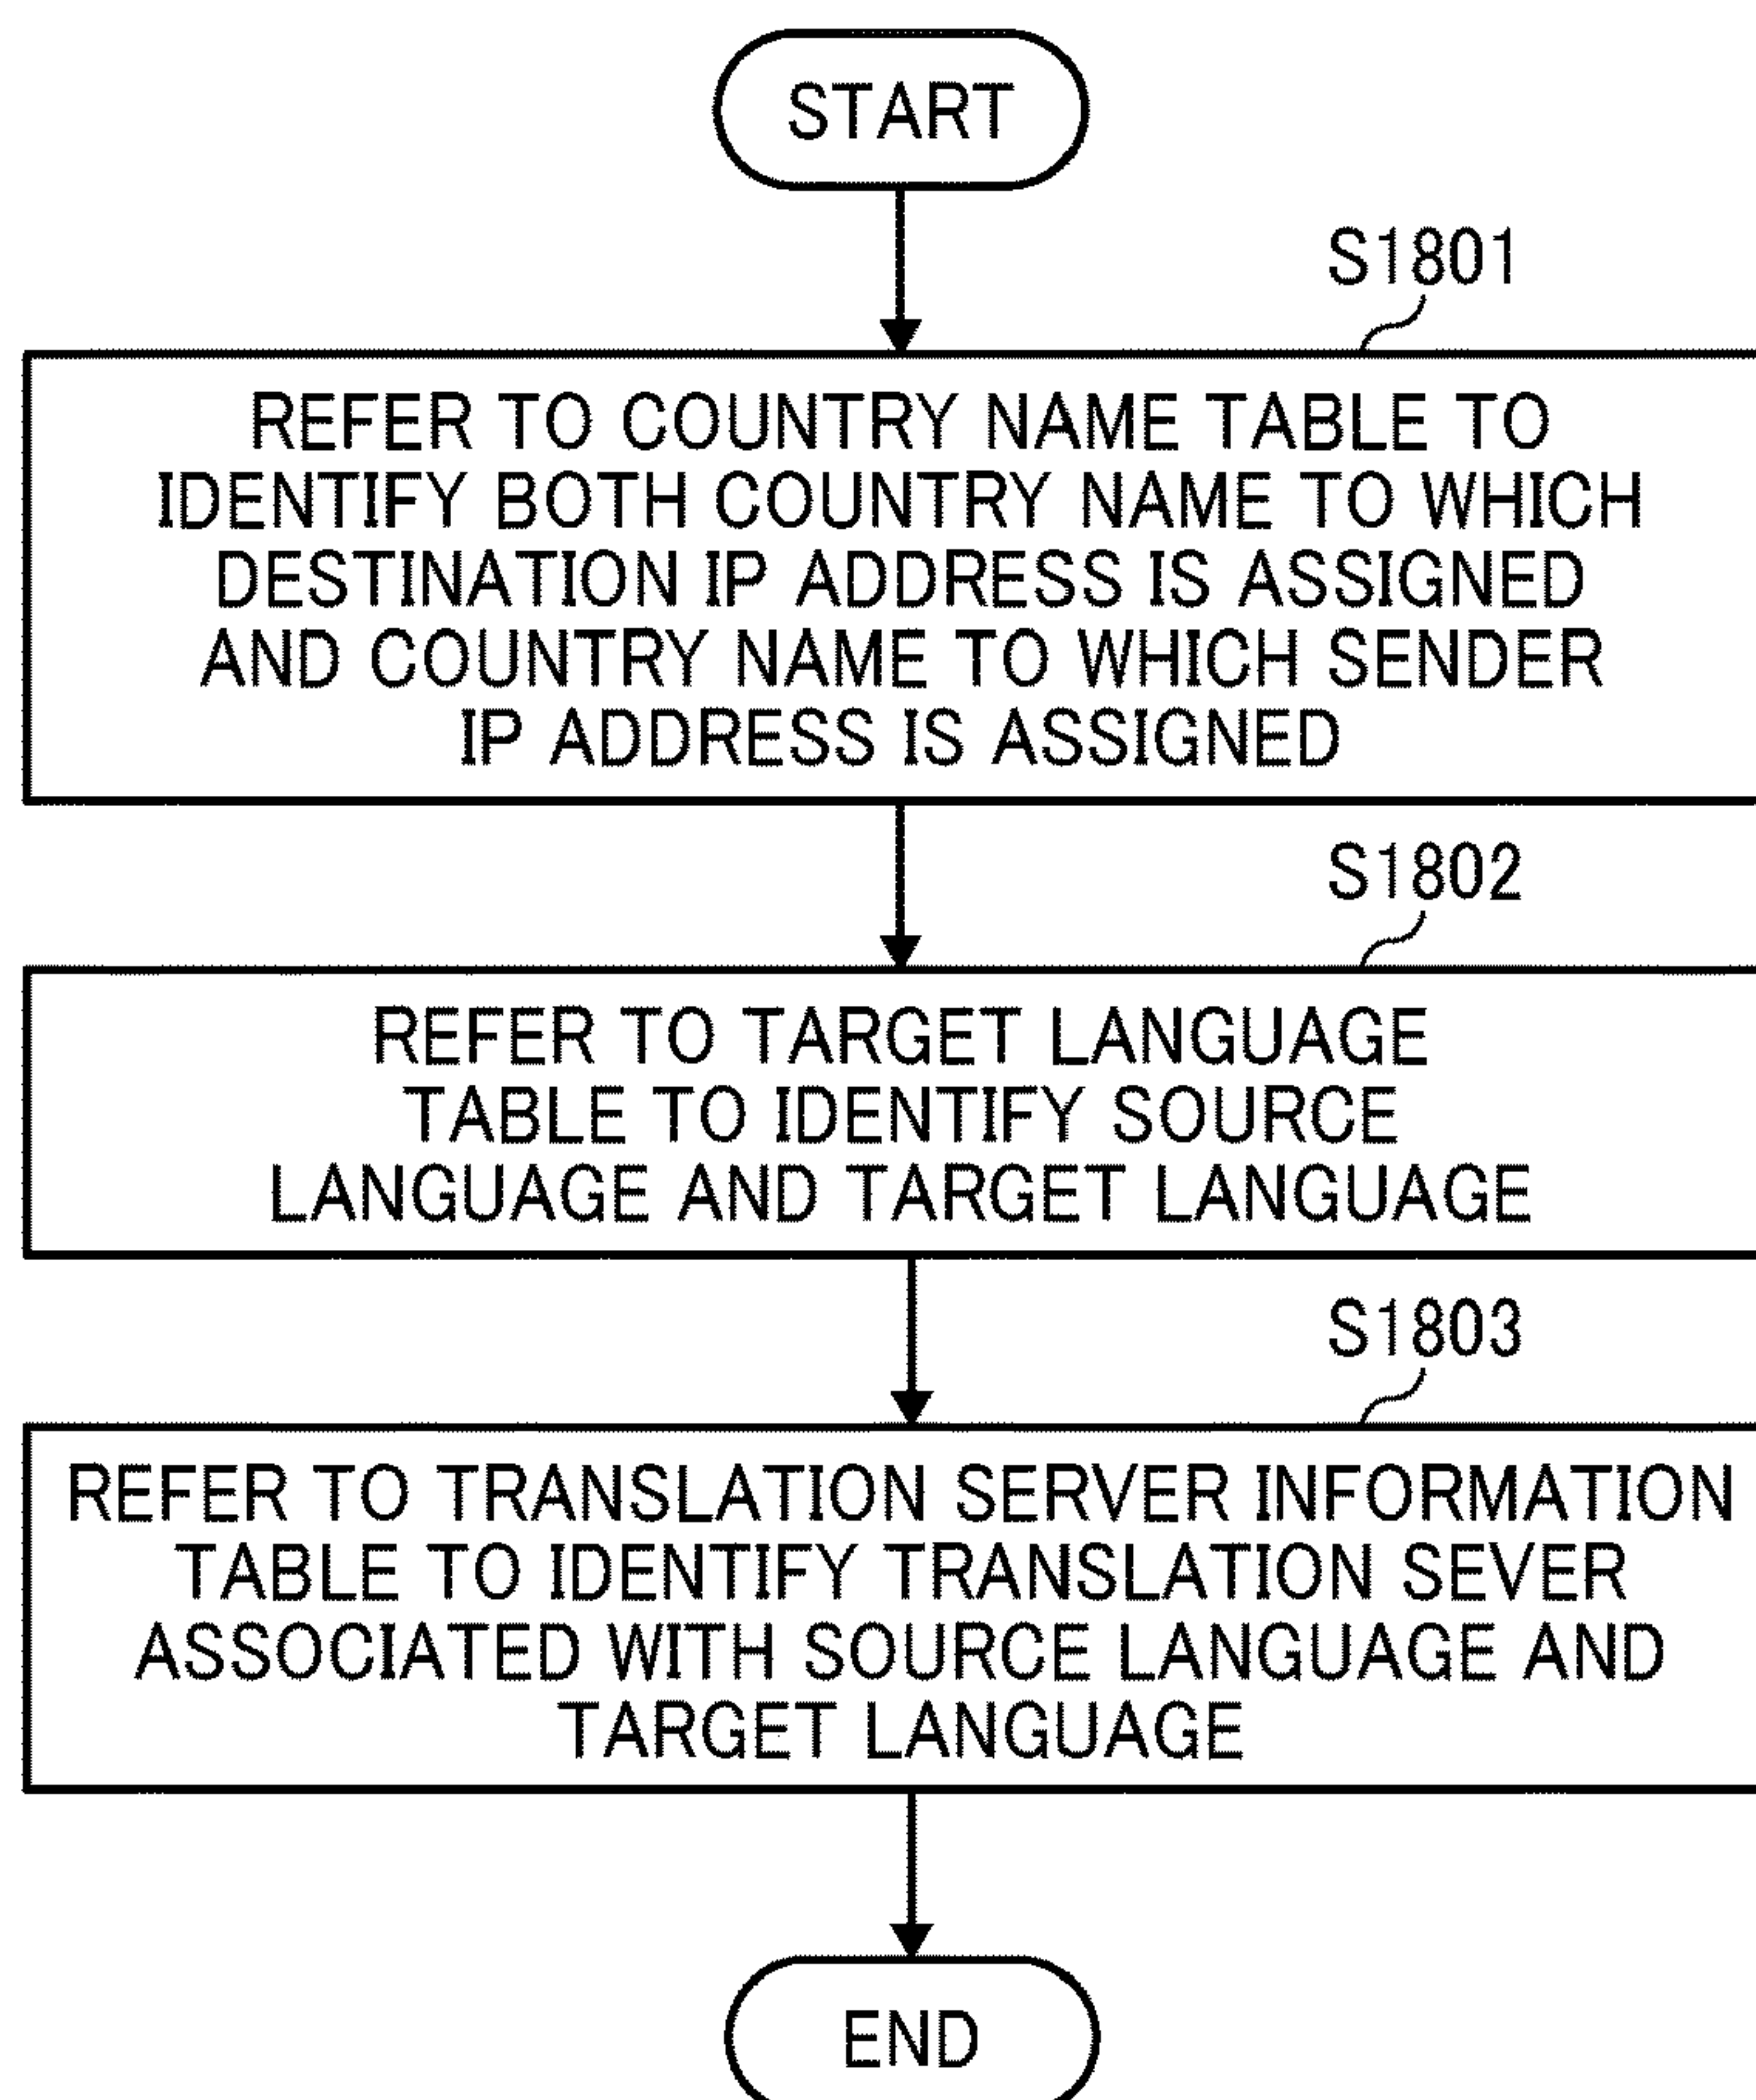 START
S1801
REFER TO COUNTRY NAME TABLE TO
IDENTIFY BOTH COUNTRY NAME TO WHICH
DESTINATION IP ADDRESS IS ASSIGNED
AND COUNTRY NAME TO WHICH SENDER
IP ADDRESS IS ASSIGNED
S1802
REFER TO TARGET LANGUAGE
TABLE TO IDENTIFY SOURCE
LANGUAGE AND TARGET LANGUAGE
S1803
REFER TO TRANSLATION SERVER INFORMATION
TABLE TO IDENTIFY TRANSLATION SEVER
ASSOCIATED WITH SOURCE LANGUAGE AND
TARGET LANGUAGE
END